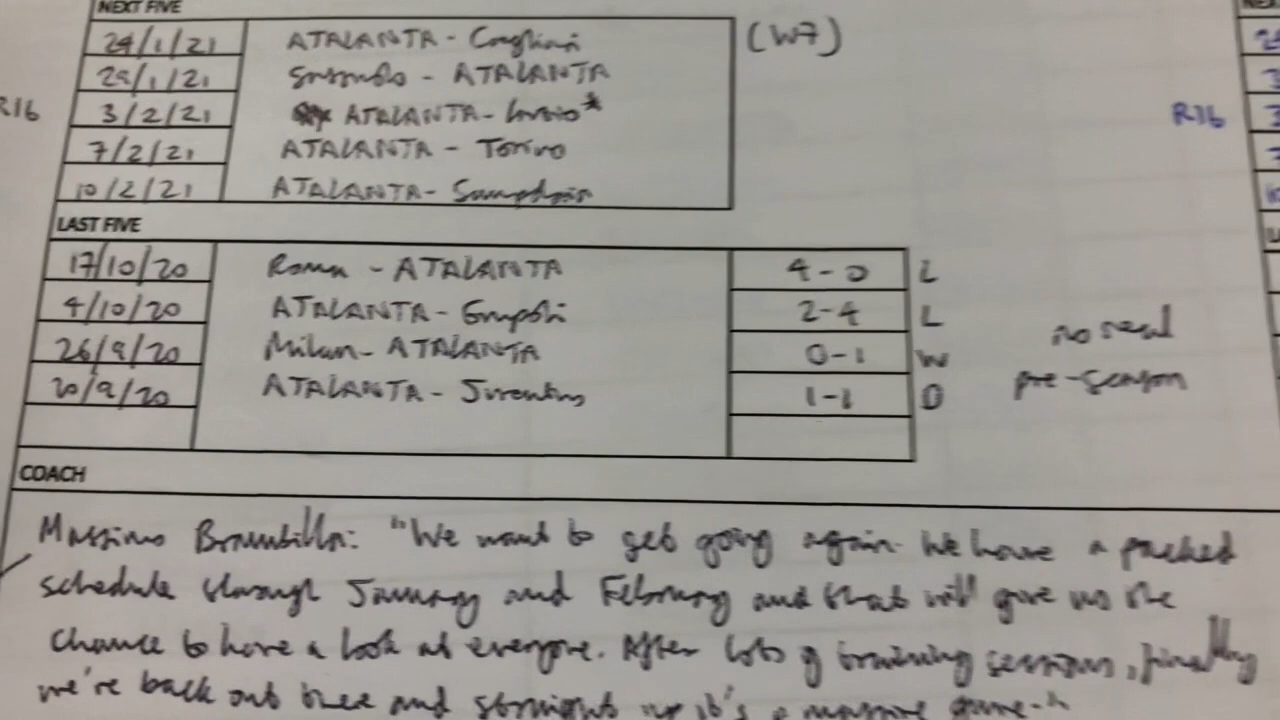 NEXT FIVE
24/1/21 ATALANTA - Cagliari (W7)
29/1/21 Sassuolo - ATALANTA
R16 3/2/21 ATALANTA - Lazio* R16
7/2/21 ATALANTA - Torino
10/2/21 ATALANTA - Sampdoria
LAST FIVE
17/10/20 Roma - ATALANTA 4-0 L
4/10/20 ATALANTA - Empoli 2-4 L no real
26/9/20 Milan - ATALANTA 0-1 W pre-season
20/9/20 ATALANTA - Juventus 1-1 D
COACH
Massimo Brambilla: "We want to get going again. We have a packed
schedule through January and February and that will give us the
chance to have a look at everyone. After lots of training sessions, finally
we're back out there and straight up it's a massive game."